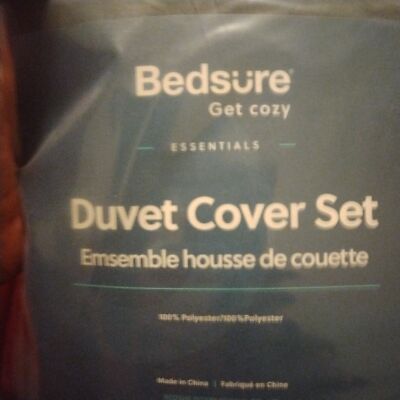 Bedsure
Get cozy
ESSENTIALS
Duvet Cover Set
Emsemble housse de couette
100% Polyester/100%Polyester
Made in China | Fabriqué en Chine